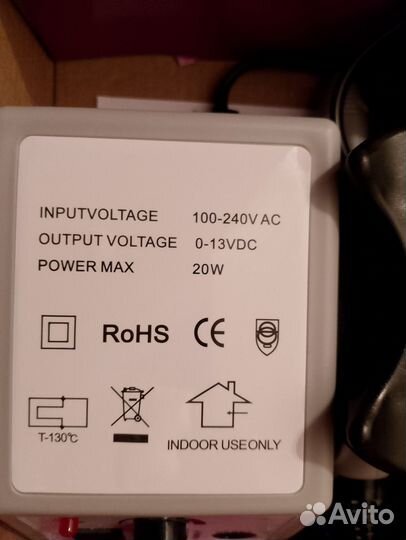 INPUTVOLTAGE 100-240V AC
OUTPUT VOLTAGE 0-13VDC
POWER MAX 20W
RoHS CE
T-130℃
INDOOR USEONLY
Avito